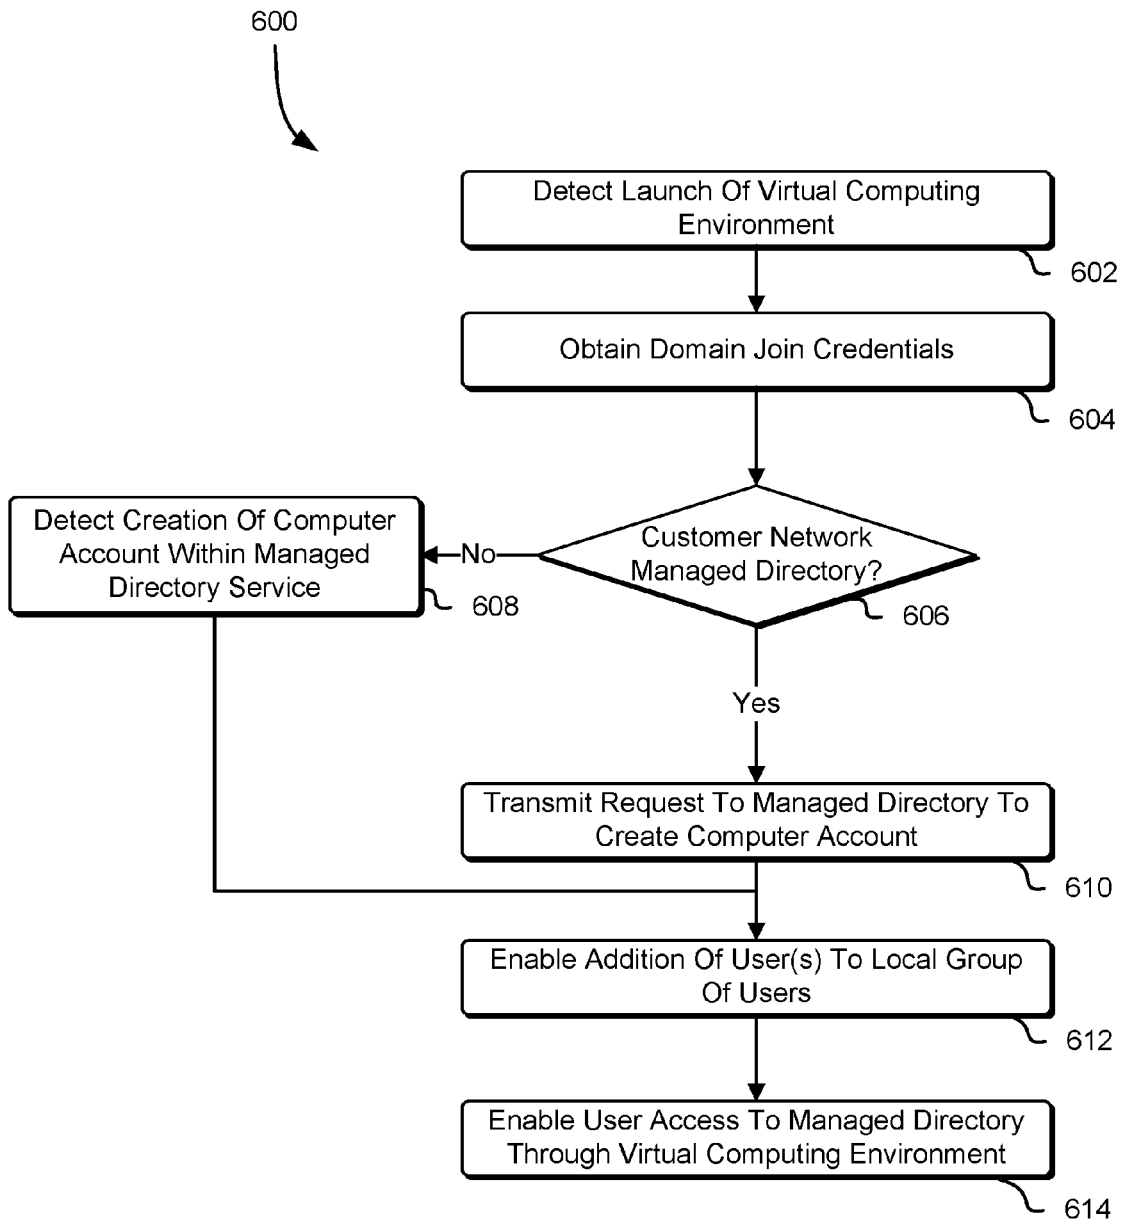 600
Detect Launch Of Virtual Computing
Environment
602
Obtain Domain Join Credentials
604
Customer Network
Managed Directory?
606
No
Detect Creation Of Computer
Account Within Managed
Directory Service
608
Yes
Transmit Request To Managed Directory To
Create Computer Account
610
Enable Addition Of User(s) To Local Group
Of Users
612
Enable User Access To Managed Directory
Through Virtual Computing Environment
614